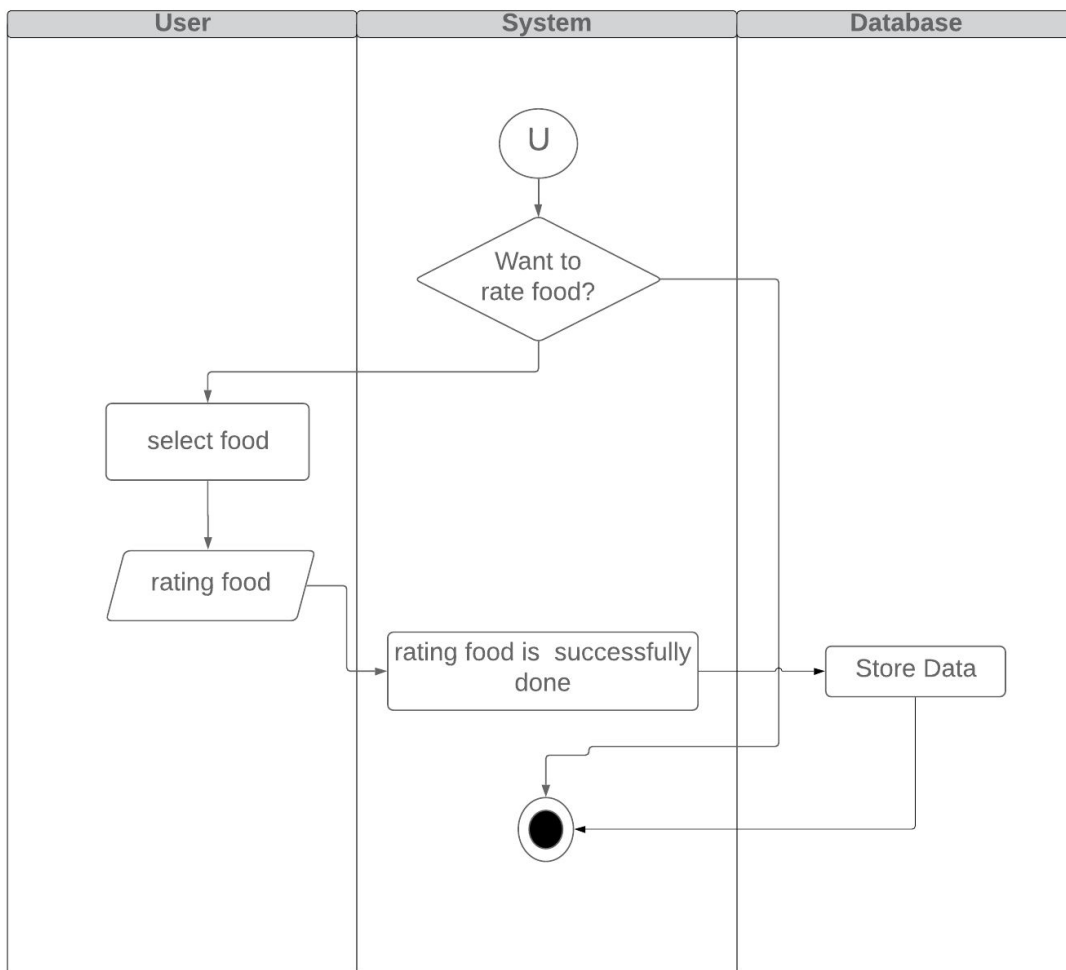 User
System
Database
U
Want to
rate food?
select food
rating food
rating food is  successfully
done
Store Data